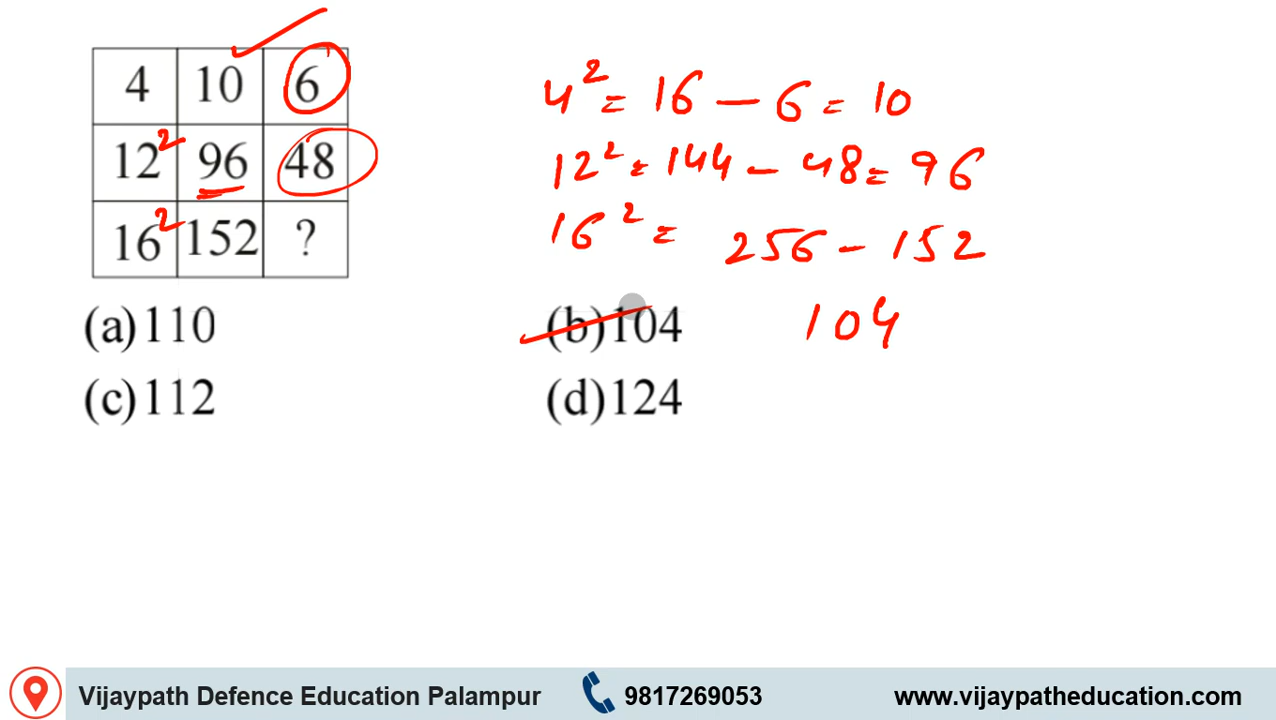 4 10 6
12² 96 48
16² 152 ?
4² = 16 - 6 = 10
12² = 144 - 48 = 96
16² = 256 - 152
104
(a) 110 (b) 104
(c) 112 (d) 124
Vijaypath Defence Education Palampur 9817269053 www.vijaypatheducation.com